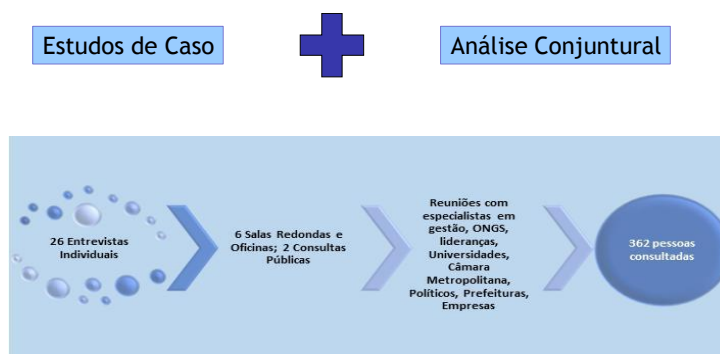 Estudos de Caso
Análise Conjuntural
26 Entrevistas
Individuais
6 Salas Redondas e
Oficinas; 2 Consultas
Públicas
Reuniões com
especialistas em
gestão, ONGS,
lideranças,
Universidades,
Câmara
Metropolitana,
Políticos, Prefeituras,
Empresas
362 pessoas
consultadas